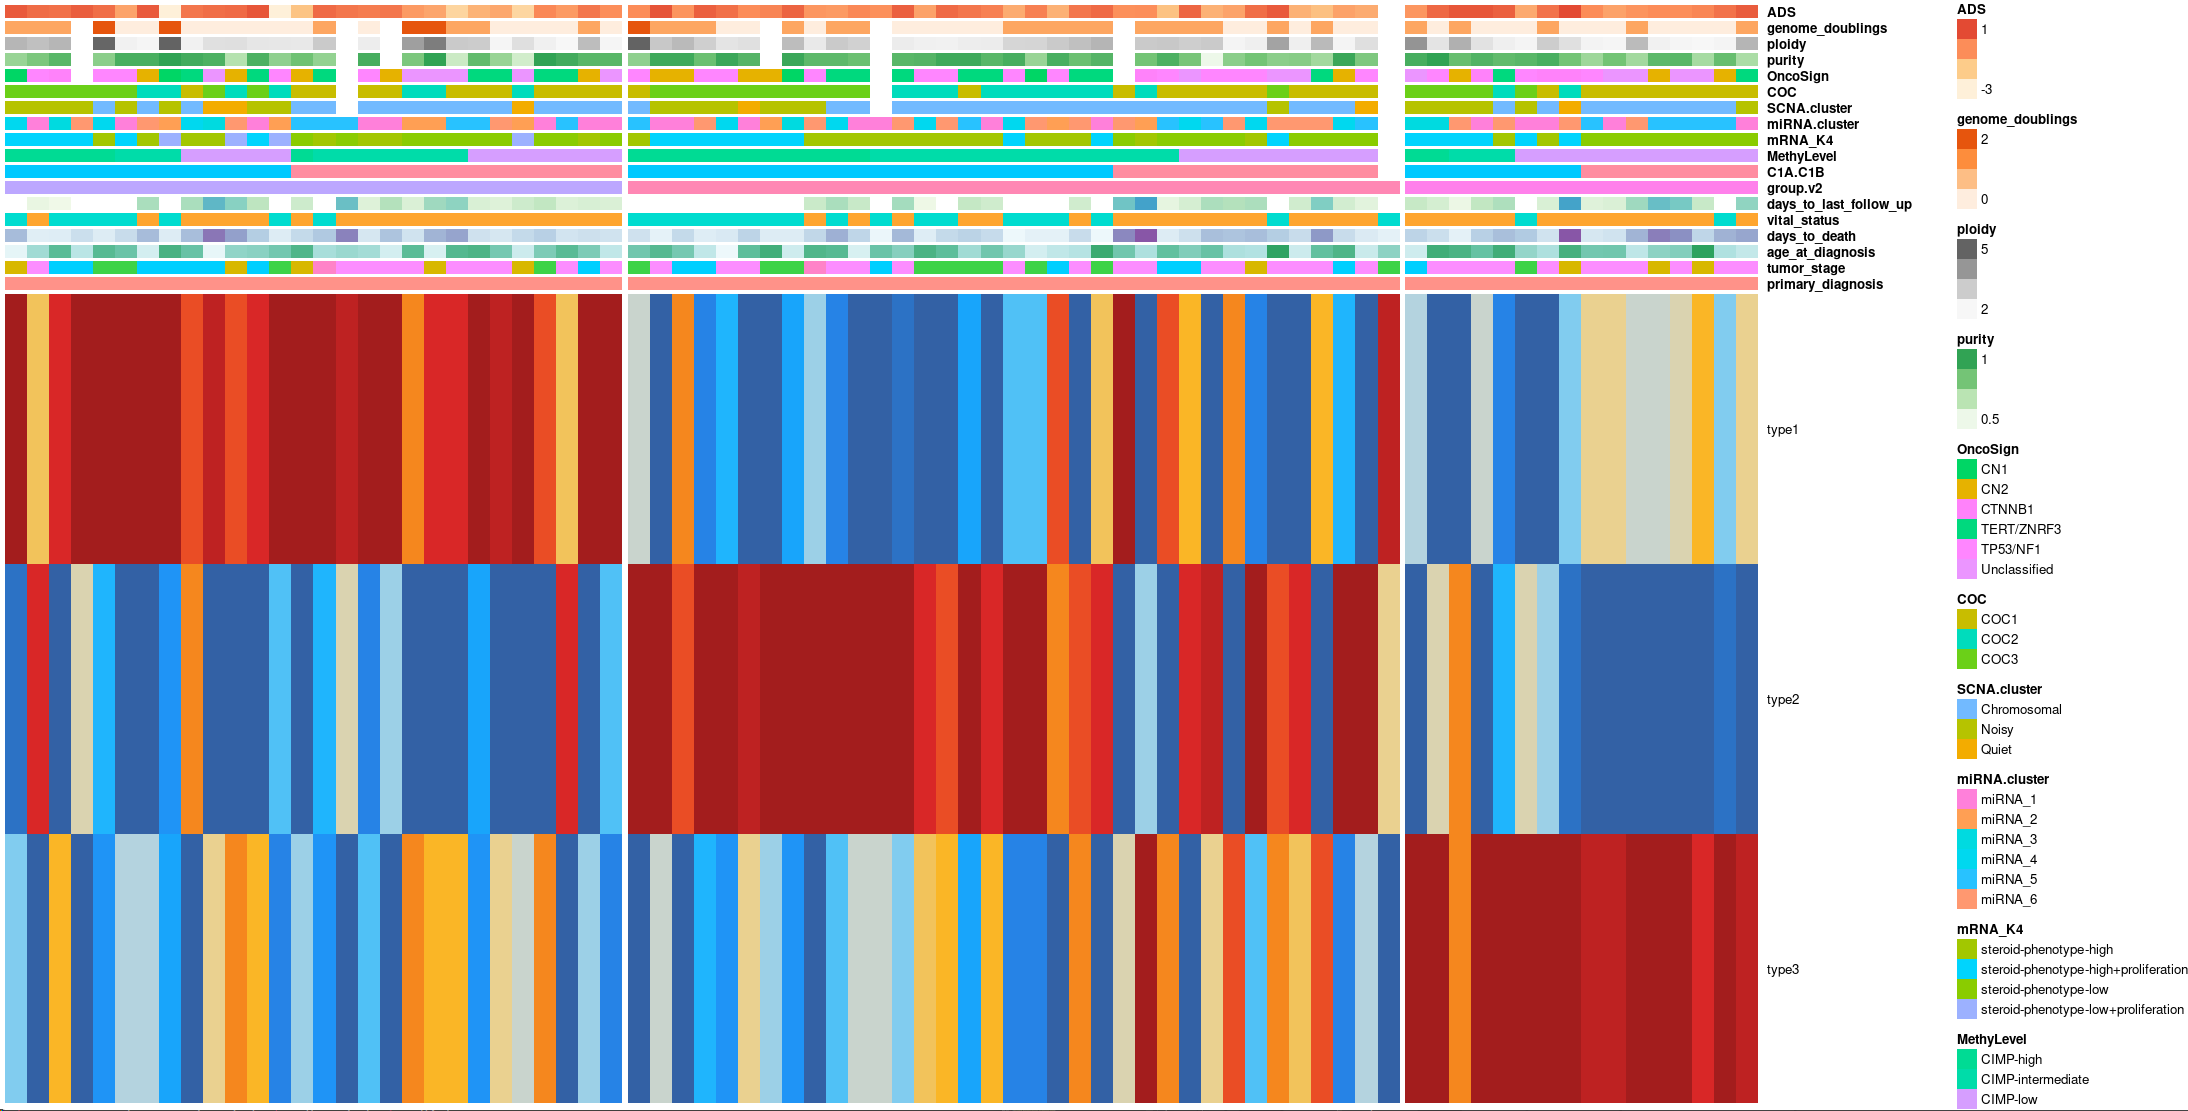 ADS
genome_doublings
ploidy
purity
OncoSign
COC
SCNA.cluster
miRNA.cluster
mRNA_K4
MethyLevel
C1A.C1B
group.v2
days_to_last_follow_up
vital_status
days_to_death
age_at_diagnosis
tumor_stage
primary_diagnosis
type1
type2
type3
ADS
1
-3
genome_doublings
2
0
ploidy
5
2
purity
1
0.5
OncoSign
CN1
CN2
CTNNB1
TERT/ZNRF3
TP53/NF1
Unclassified
COC
COC1
COC2
COC3
SCNA.cluster
Chromosomal
Noisy
Quiet
miRNA.cluster
miRNA_1
miRNA_2
miRNA_3
miRNA_4
miRNA_5
miRNA_6
mRNA_K4
steroid-phenotype-high
steroid-phenotype-high+proliferation
steroid-phenotype-low
steroid-phenotype-low+proliferation
MethyLevel
CIMP-high
CIMP-intermediate
CIMP-low